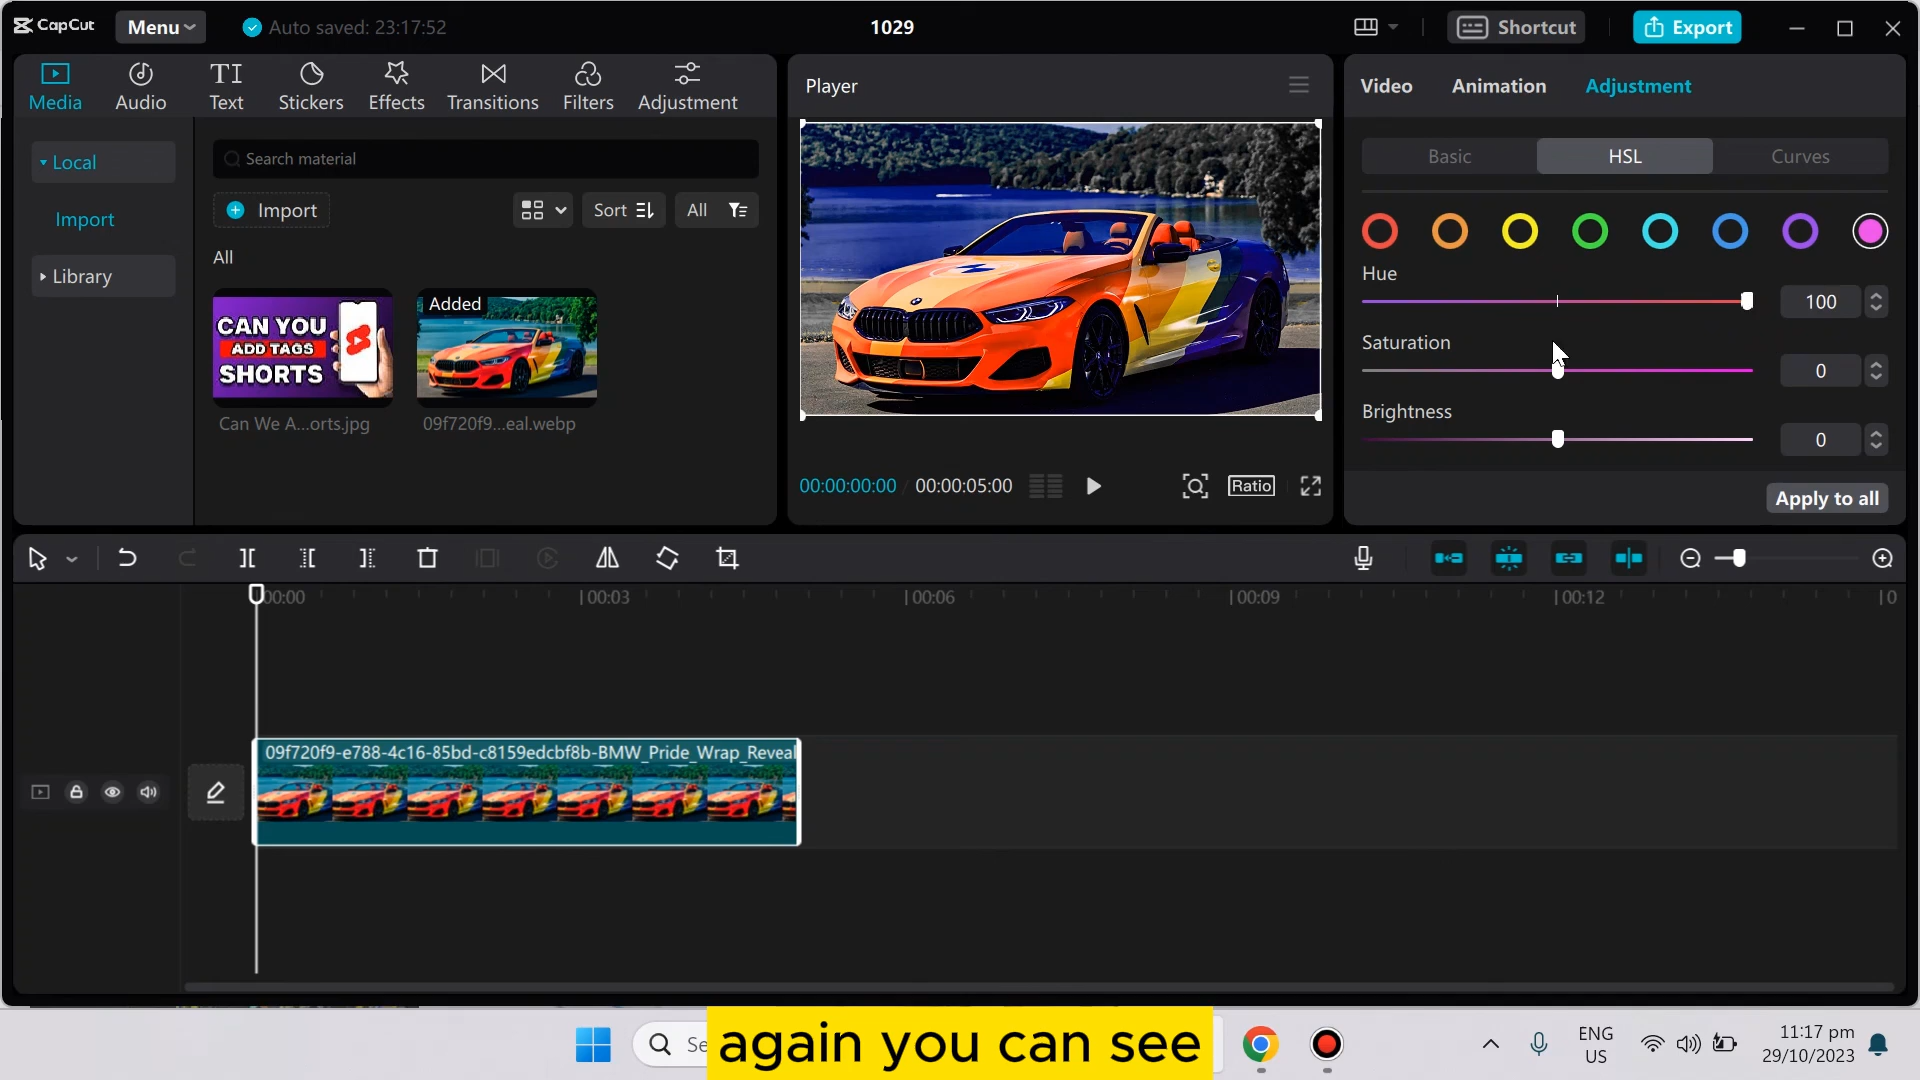 CapCut
Menu
Auto saved: 23:17:52
1029
Shortcut
Export
Media
Audio
TI
Text
Stickers
Effects
Transitions
Filters
Adjustment
Local
Import
Library
Search material
Import
Sort
All
All
CAN YOU
ADD TAGS
SHORTS
Can We A...orts.jpg
Added
09f720f9...eal.webp
Player
00:00:00:00
00:00:05:00
Ratio
Video
Animation
Adjustment
Basic
HSL
Curves
Hue
100
Saturation
0
Brightness
0
Apply to all
00:00
00:03
00:06
00:09
00:12
0
09f720f9-e788-4c16-85bd-c8159edcbf8b-BMW_Pride_Wrap_Reveal
Se
again you can see
ENG
US
11:17 pm
29/10/2023